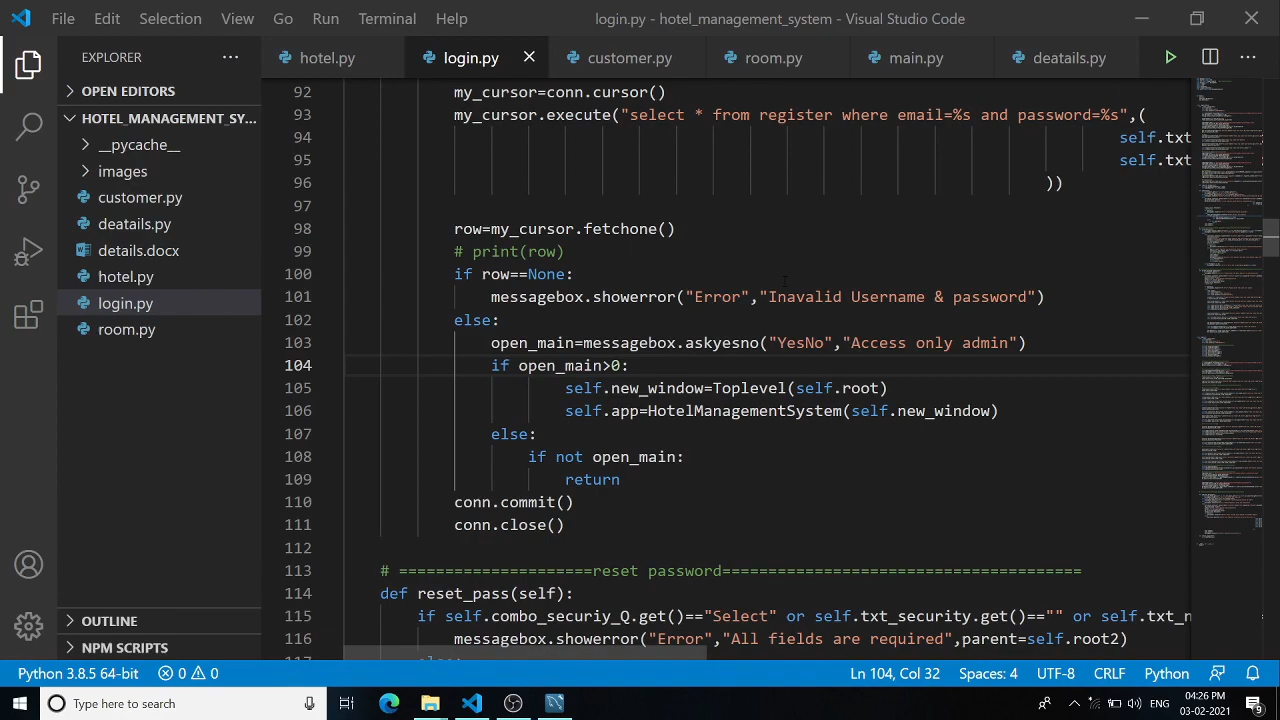 File Edit Selection View Go Run Terminal Help login.py - hotel_management_system - Visual Studio Code
EXPLORER
hotel.py login.py customer.py room.py main.py deatails.py
OPEN EDITORS
HOTEL_MANAGEMENT_SY...
__pycache__
images
customer.py
deatails.py
details.docx
hotel.py
login.py
room.py
OUTLINE
NPM SCRIPTS
92 my_cursor=conn.cursor()
93 my_cursor.execute("select * from register where email=%s and password=%s",(
94 self.txt
95 self.txt
96 ))
97
98 row=my_cursor.fetchone()
99 # print(row)
100 if row==None:
101 messagebox.showerror("Error","Invalid Username & password")
102 else:
103 open_main=messagebox.askyesno("YesNo","Access only admin")
104 if open_main>0:
105 self.new_window=Toplevel(self.root)
106 self.app=HotelManagementSystem(self.new_window)
107 else:
108 if not open_main:
109 return
110 conn.commit()
111 conn.close()
112
113 # =====================reset password=======================================
114 def reset_pass(self):
115 if self.combo_securiy_Q.get()=="Select" or self.txt_security.get()=="" or self.txt_n
116 messagebox.showerror("Error","All fields are required",parent=self.root2)
117 else:
Python 3.8.5 64-bit 0 0 Ln 104, Col 32 Spaces: 4 UTF-8 CRLF Python
Type here to search ENG 04:26 PM
03-02-2021 9